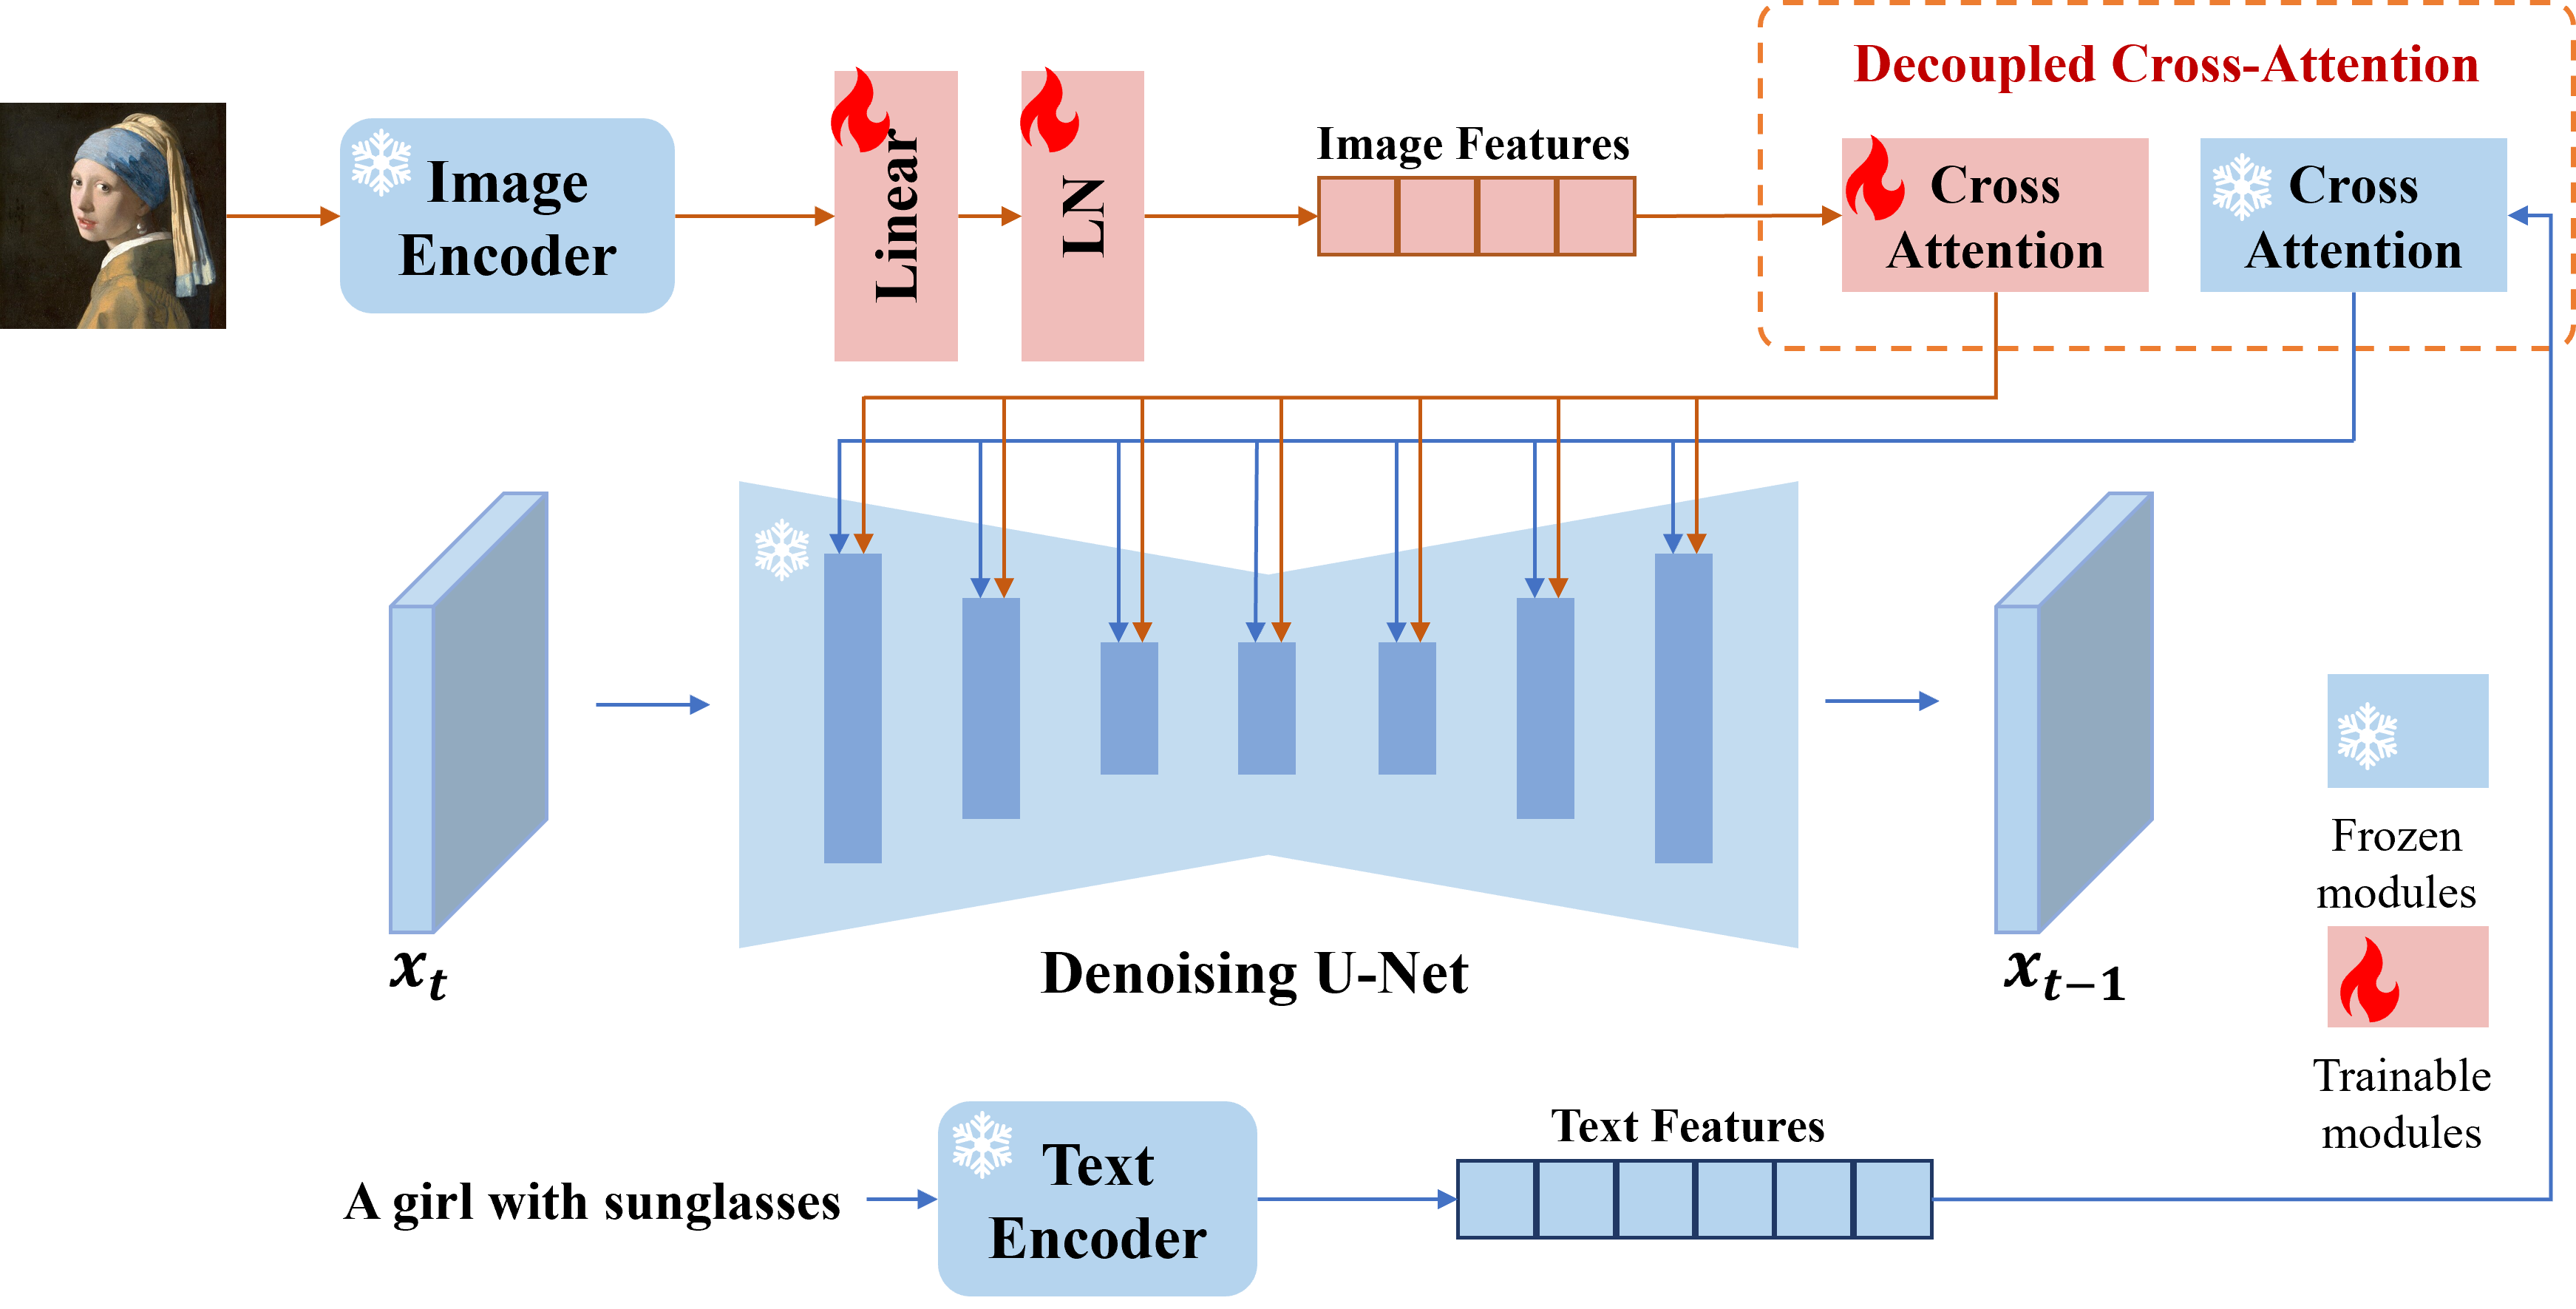 Decoupled Cross-Attention
Image
Encoder
Linear
LN
Image Features
Cross
Attention
Cross
Attention
x_t
Denoising U-Net
x_{t−1}
Frozen
modules
Trainable
modules
A girl with sunglasses
Text
Encoder
Text Features